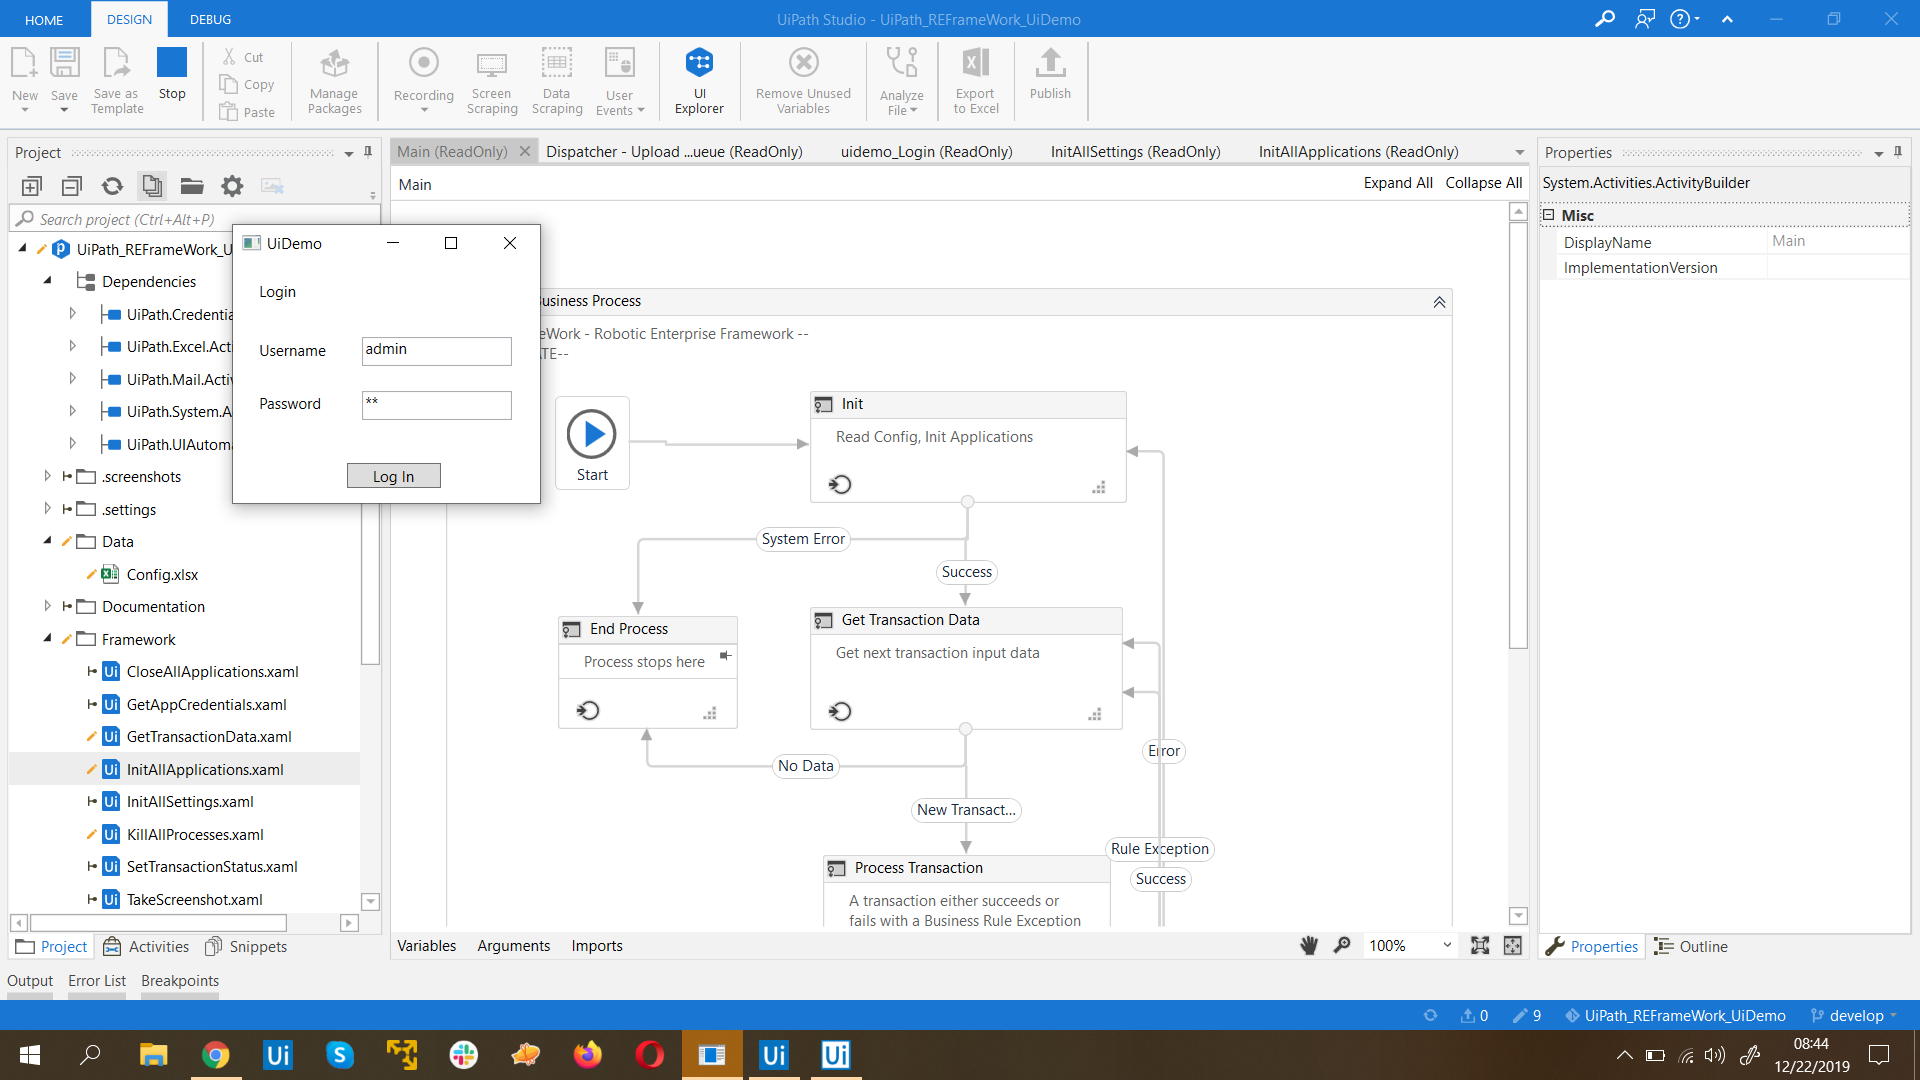 HOME
DESIGN
DEBUG
UiPath Studio - UiPath_REFrameWork_UiDemo
New
Save
Save as Template
Stop
Cut
Copy
Paste
Manage Packages
Recording
Screen Scraping
Data Scraping
User Events
UI Explorer
Remove Unused Variables
Analyze File
Export to Excel
Publish
Project
Search project (Ctrl+Alt+P)
UiPath_REFrameWork_U
Dependencies
UiPath.Credentia
UiPath.Excel.Acti
UiPath.Mail.Activ
UiPath.System.A
UiPath.UIAutoma
.screenshots
.settings
Data
Config.xlsx
Documentation
Framework
CloseAllApplications.xaml
GetAppCredentials.xaml
GetTransactionData.xaml
InitAllApplications.xaml
InitAllSettings.xaml
KillAllProcesses.xaml
SetTransactionStatus.xaml
TakeScreenshot.xaml
Project
Activities
Snippets
UiDemo
Login
Username
admin
Password
**
Log In
Main (ReadOnly)
Dispatcher - Upload ...ueue (ReadOnly)
uidemo_Login (ReadOnly)
InitAllSettings (ReadOnly)
InitAllApplications (ReadOnly)
Main
Expand All
Collapse All
Business Process
eWork - Robotic Enterprise Framework --
ATE--
Start
Init
Read Config, Init Applications
System Error
Success
End Process
Process stops here
Get Transaction Data
Get next transaction input data
No Data
Error
New Transact...
Rule Exception
Success
Process Transaction
A transaction either succeeds or
fails with a Business Rule Exception
Variables
Arguments
Imports
100%
Properties
System.Activities.ActivityBuilder
Misc
DisplayName
Main
ImplementationVersion
Properties
Outline
Output
Error List
Breakpoints
0
9
UiPath_REFrameWork_UiDemo
develop
08:44
12/22/2019